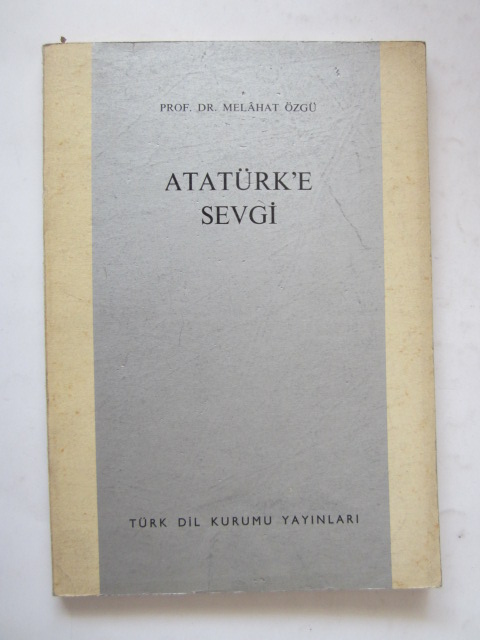 PROF. DR. MELÂHAT ÖZGÜ
ATATÜRK'E
SEVGİ
TÜRK DİL KURUMU YAYINLARI